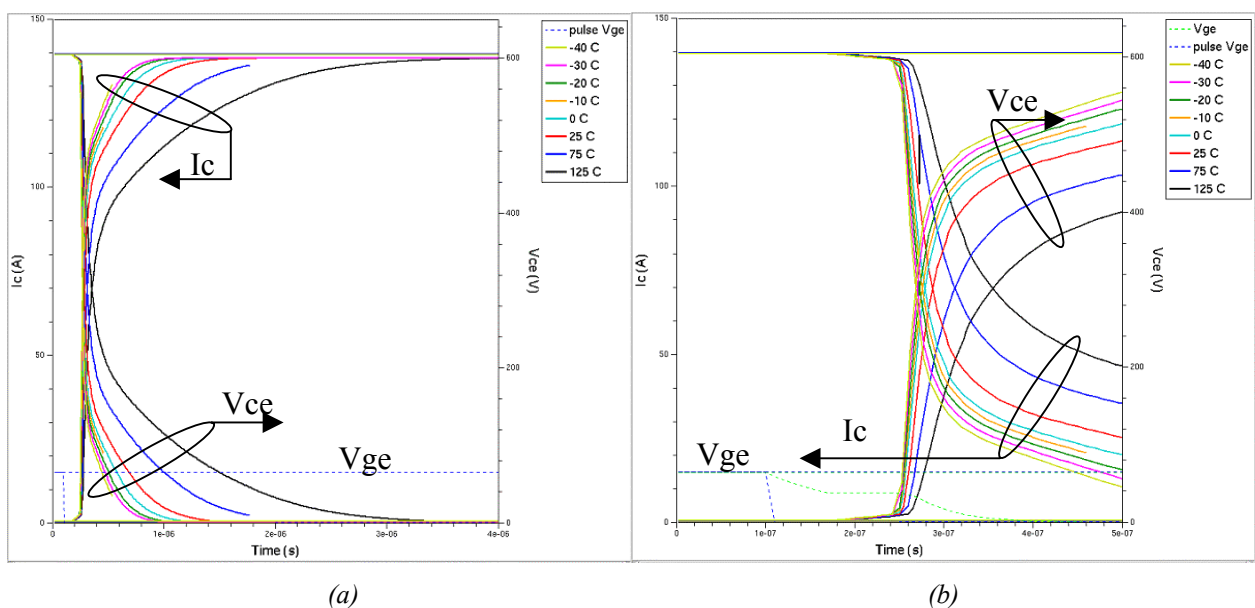 150
100
50
0
Ic (A)
600
400
200
0
Vce (V)
0
1e-06
2e-06
3e-06
4e-06
Time (s)
pulse Vge
-40 C
-30 C
-20 C
-10 C
0 C
25 C
75 C
125 C
Ic
Vce
Vge
(a)
150
100
50
0
Ic (A)
600
400
200
0
Vce (V)
0
1e-07
2e-07
3e-07
4e-07
5e-07
Time (s)
Vge
pulse Vge
-40 C
-30 C
-20 C
-10 C
0 C
25 C
75 C
125 C
Vce
Ic
Vge
(b)